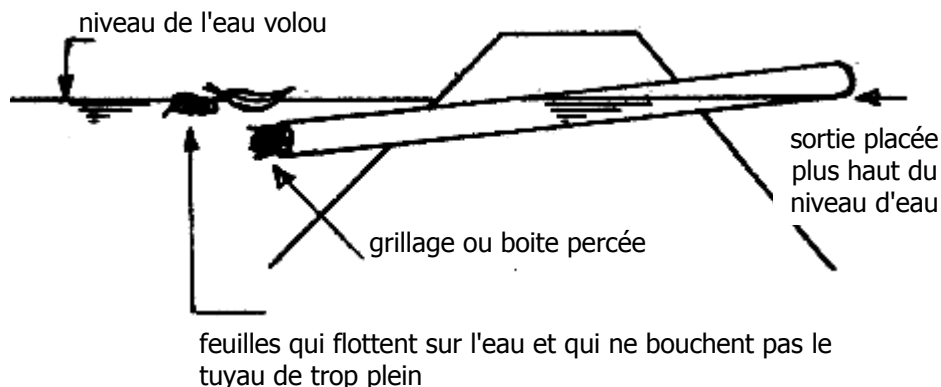 niveau de l'eau volou
sortie placée
plus haut du
niveau d'eau
grillage ou boite percée
feuilles qui flottent sur l'eau et qui ne bouchent pas le
tuyau de trop plein